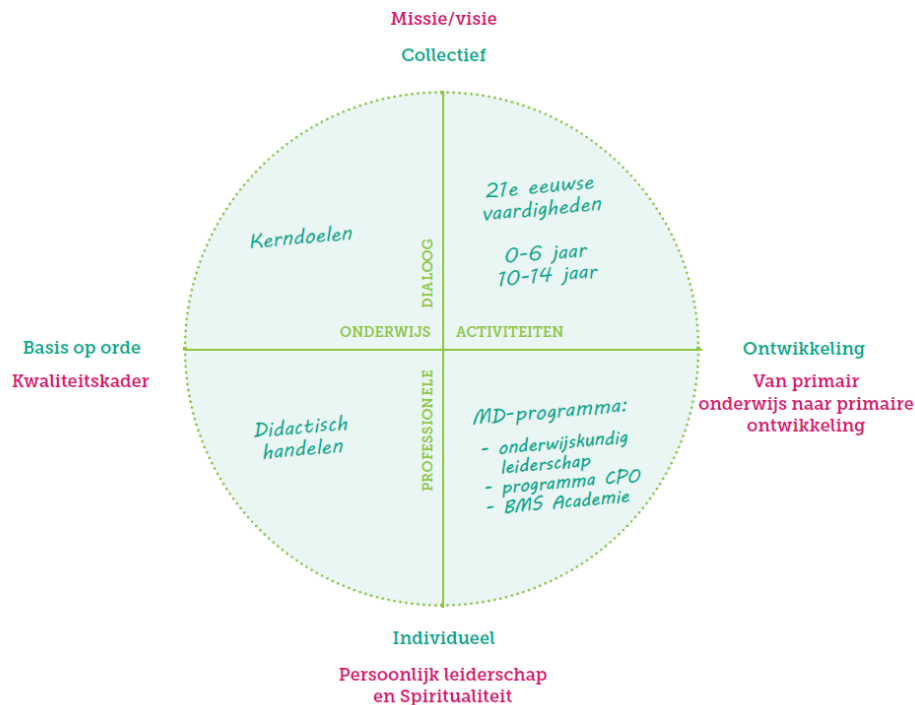 Missie/visie
Collectief
21e eeuwse
vaardigheden
Kerndoelen
0-6 jaar
10-14 jaar
DIALOOG
ONDERWIJS
ACTIVITEITEN
Basis op orde
Kwaliteitskader
Ontwikkeling
Van primair
onderwijs naar primaire
ontwikkeling
PROFESSIONELE
Didactisch
handelen
MD-programma:
- onderwijskundig
leiderschap
- programma CPO
- BMS Academie
Individueel
Persoonlijk leiderschap
en Spiritualiteit